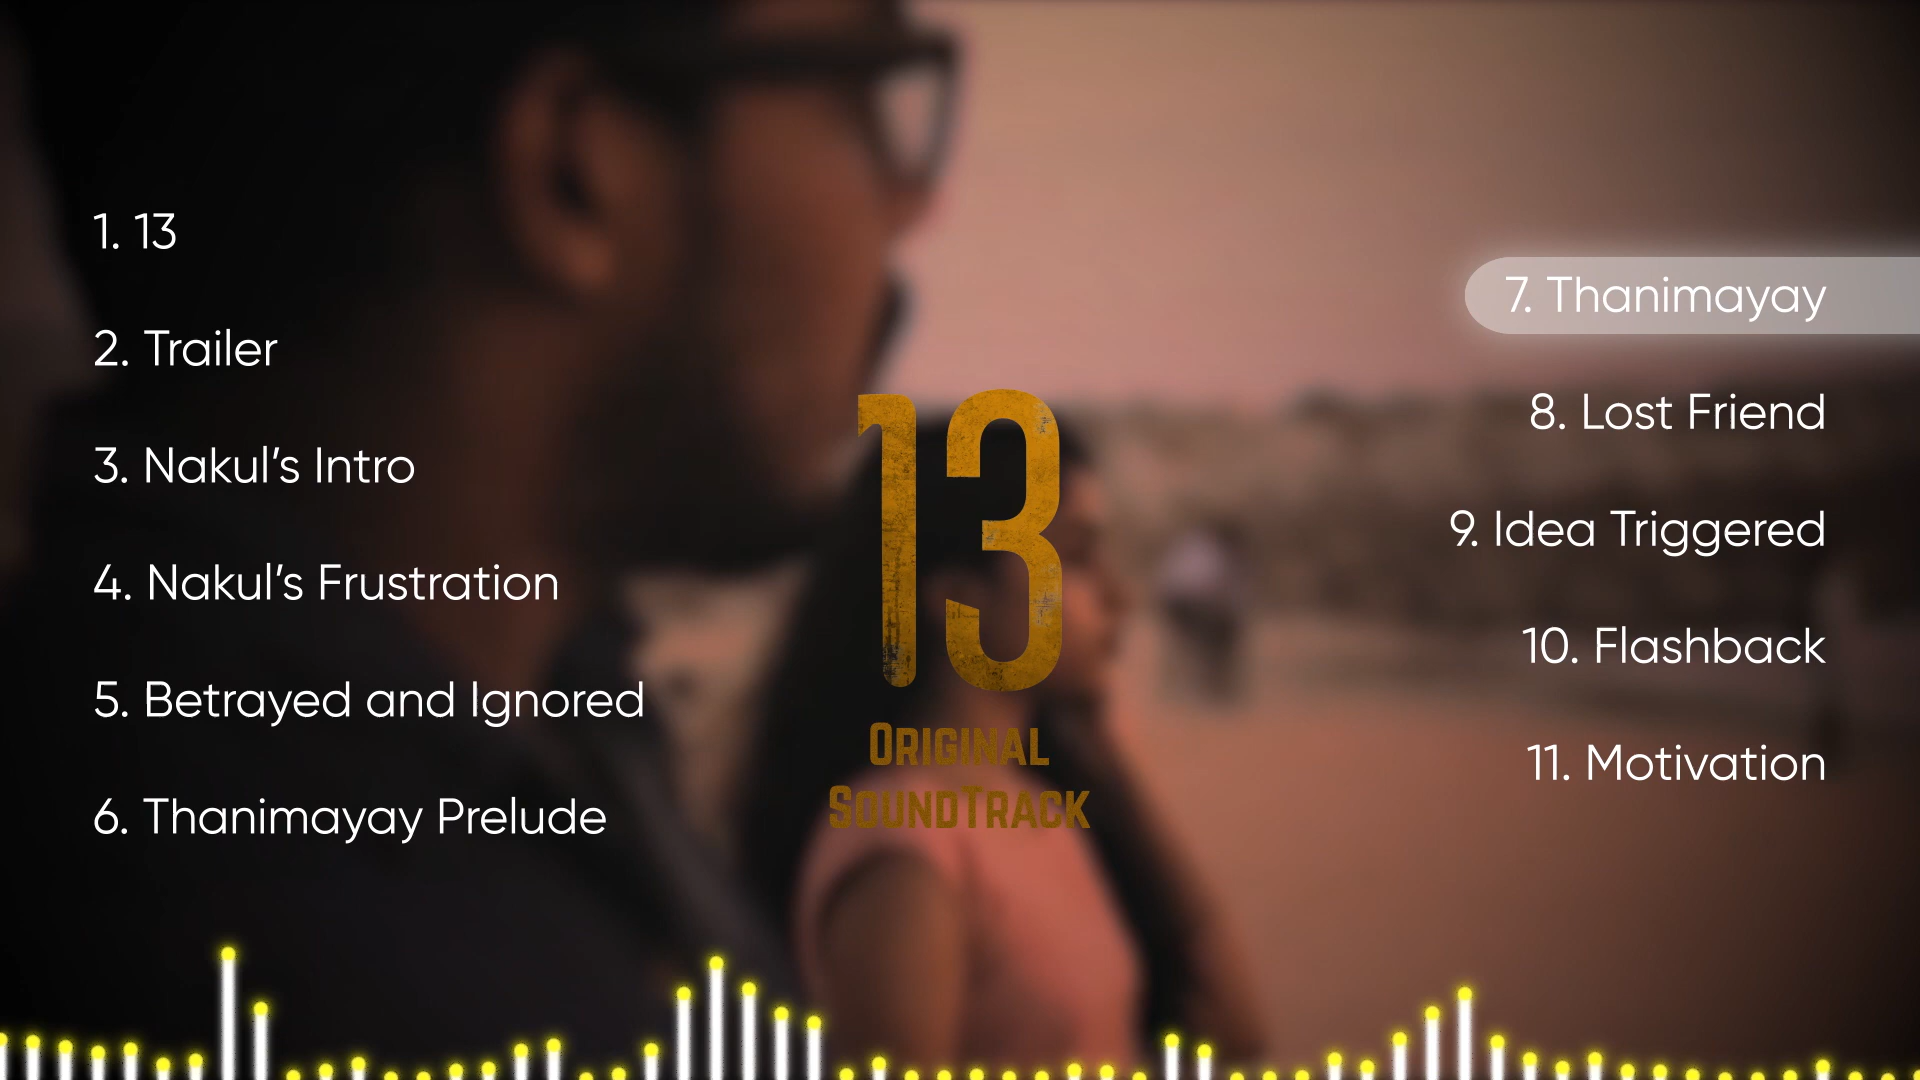 1. 13
2. Trailer
3. Nakul's Intro
4. Nakul's Frustration
5. Betrayed and Ignored
6. Thanimayay Prelude
13
ORIGINAL
SOUNDTRACK
7. Thanimayay
8. Lost Friend
9. Idea Triggered
10. Flashback
11. Motivation